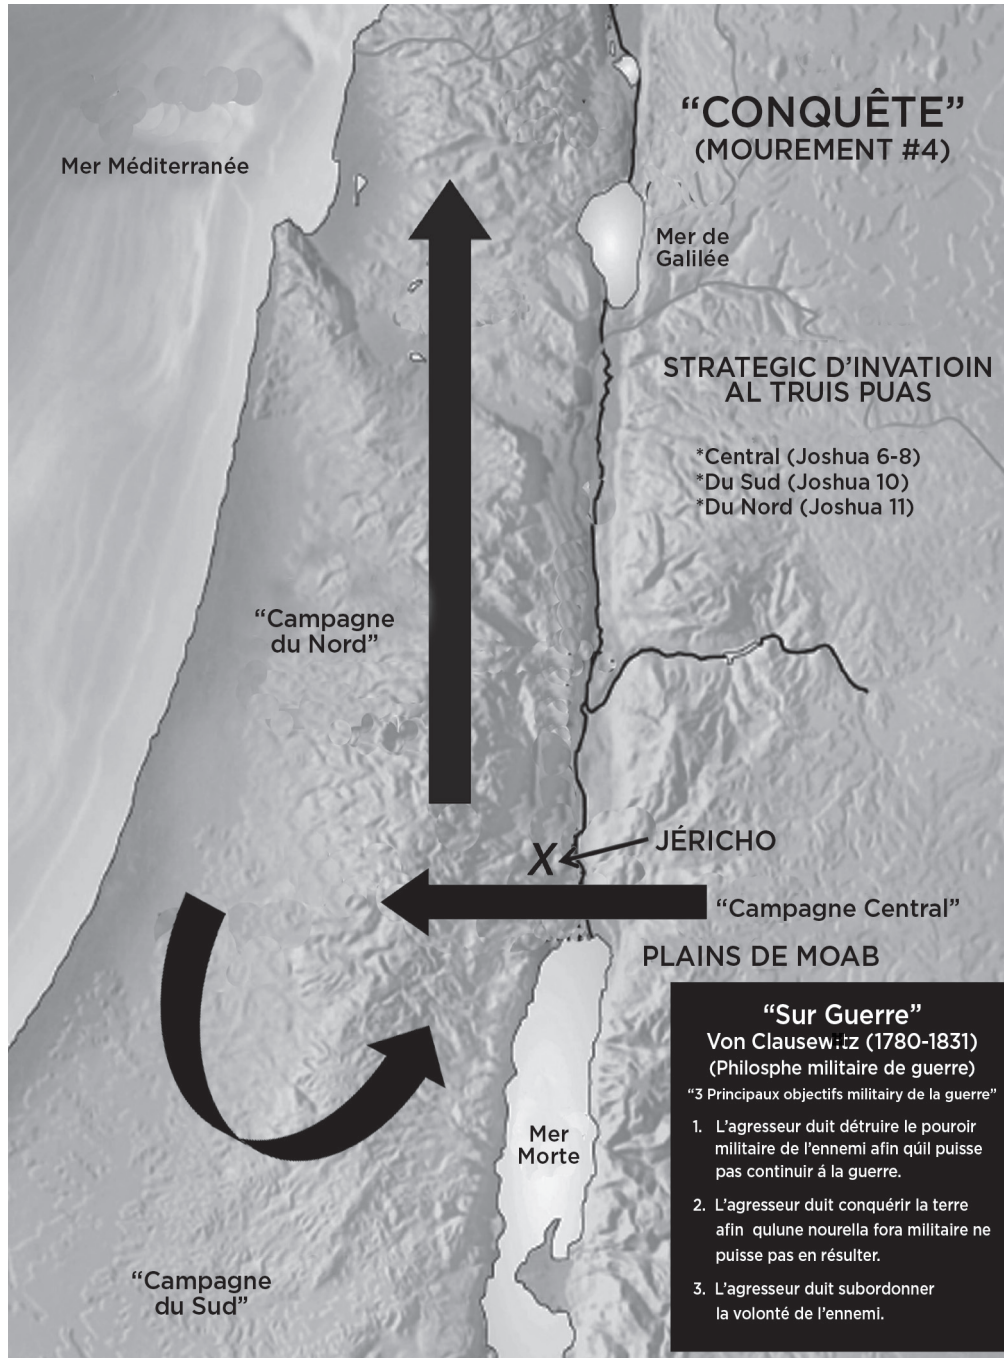 “CONQUÊTE”
(MOUREMENT #4)
Mer Méditerranée
Mer de
Galilée
STRATEGIC D’INVATIOIN
AL TRUIS PUAS
*Central (Joshua 6-8)
*Du Sud (Joshua 10)
*Du Nord (Joshua 11)
“Campagne
du Nord”
X
JÉRICHO
“Campagne Central”
PLAINS DE MOAB
“Sur Guerre”
Von Clausewitz (1780-1831)
(Philosphe militaire de guerre)
“3 Principaux objectifs militairy de la guerre”
1. L’agresseur duit détruire le pouroir
militaire de l’ennemi afin qúil puisse
pas continuir á la guerre.
2. L’agresseur duit conquérir la terre
afin qulune nourella fora militaire ne
puisse pas en résulter.
3. L’agresseur duit subordonner
la volonté de l’ennemi.
Mer
Morte
“Campagne
du Sud”